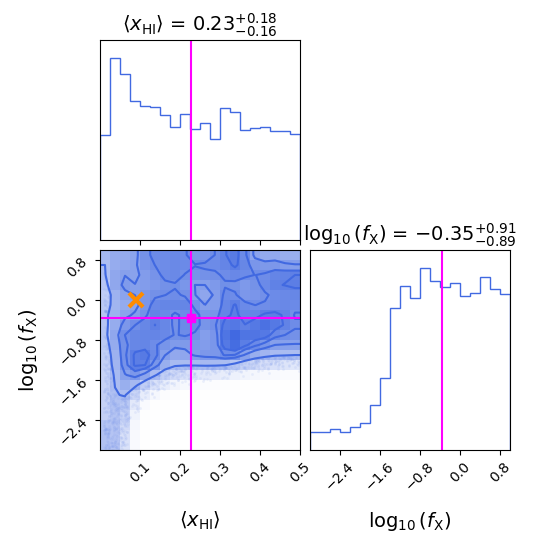 ⟨x_HI⟩ = 0.23^{+0.18}_{−0.16}
log₁₀ (f_X) = −0.35^{+0.91}_{−0.89}
log₁₀ (f_X)
0.8
0.0
−0.8
−1.6
−2.4
0.1 0.2 0.3 0.4 0.5
−2.4 −1.6 −0.8 0.0 0.8
⟨x_HI⟩ log₁₀ (f_X)